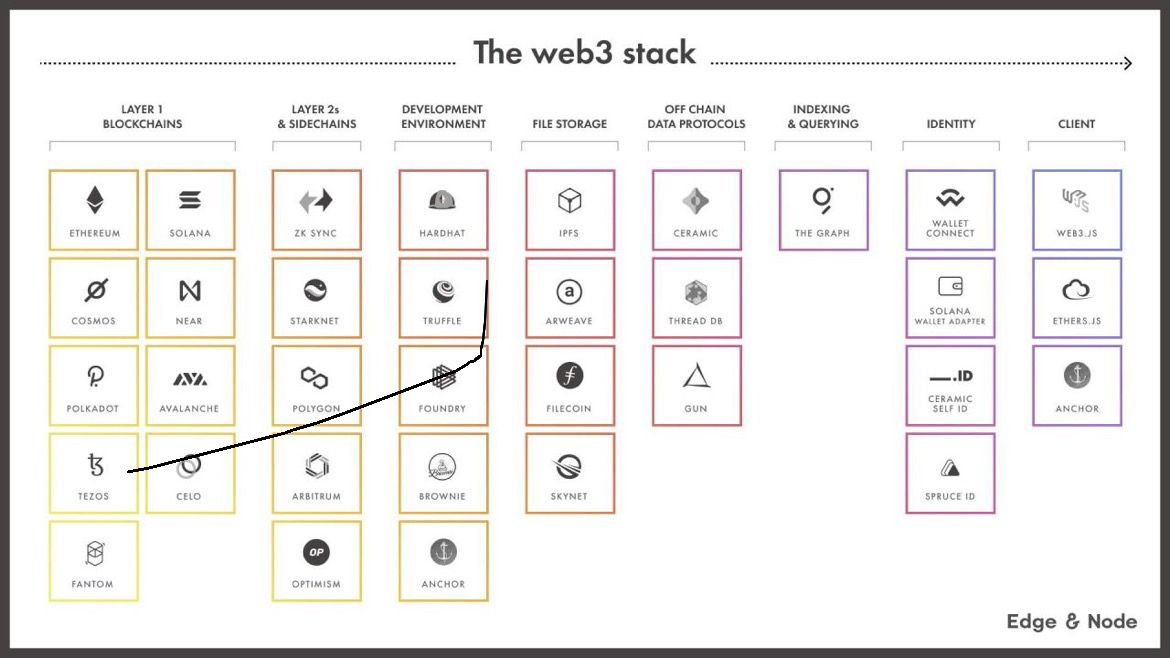 The web3 stack
LAYER 1
BLOCKCHAINS
LAYER 2s
& SIDECHAINS
DEVELOPMENT
ENVIRONMENT
FILE STORAGE
OFF CHAIN
DATA PROTOCOLS
INDEXING
& QUERYING
IDENTITY
CLIENT
ETHEREUM
SOLANA
ZK SYNC
HARDHAT
IPFS
CERAMIC
THE GRAPH
WALLET
CONNECT
W3JS
WEB3.JS
COSMOS
NEAR
STARKNET
TRUFFLE
a
ARWEAVE
THREAD DB
SOLANA
WALLET ADAPTER
ETHERS.JS
POLKADOT
AVALANCHE
POLYGON
FOUNDRY
FILECOIN
GUN
.ID
CERAMIC
SELF ID
ANCHOR
TEZOS
CELO
ARBITRUM
BROWNIE
SKYNET
SPRUCE ID
FANTOM
OP
OPTIMISM
ANCHOR
Edge & Node